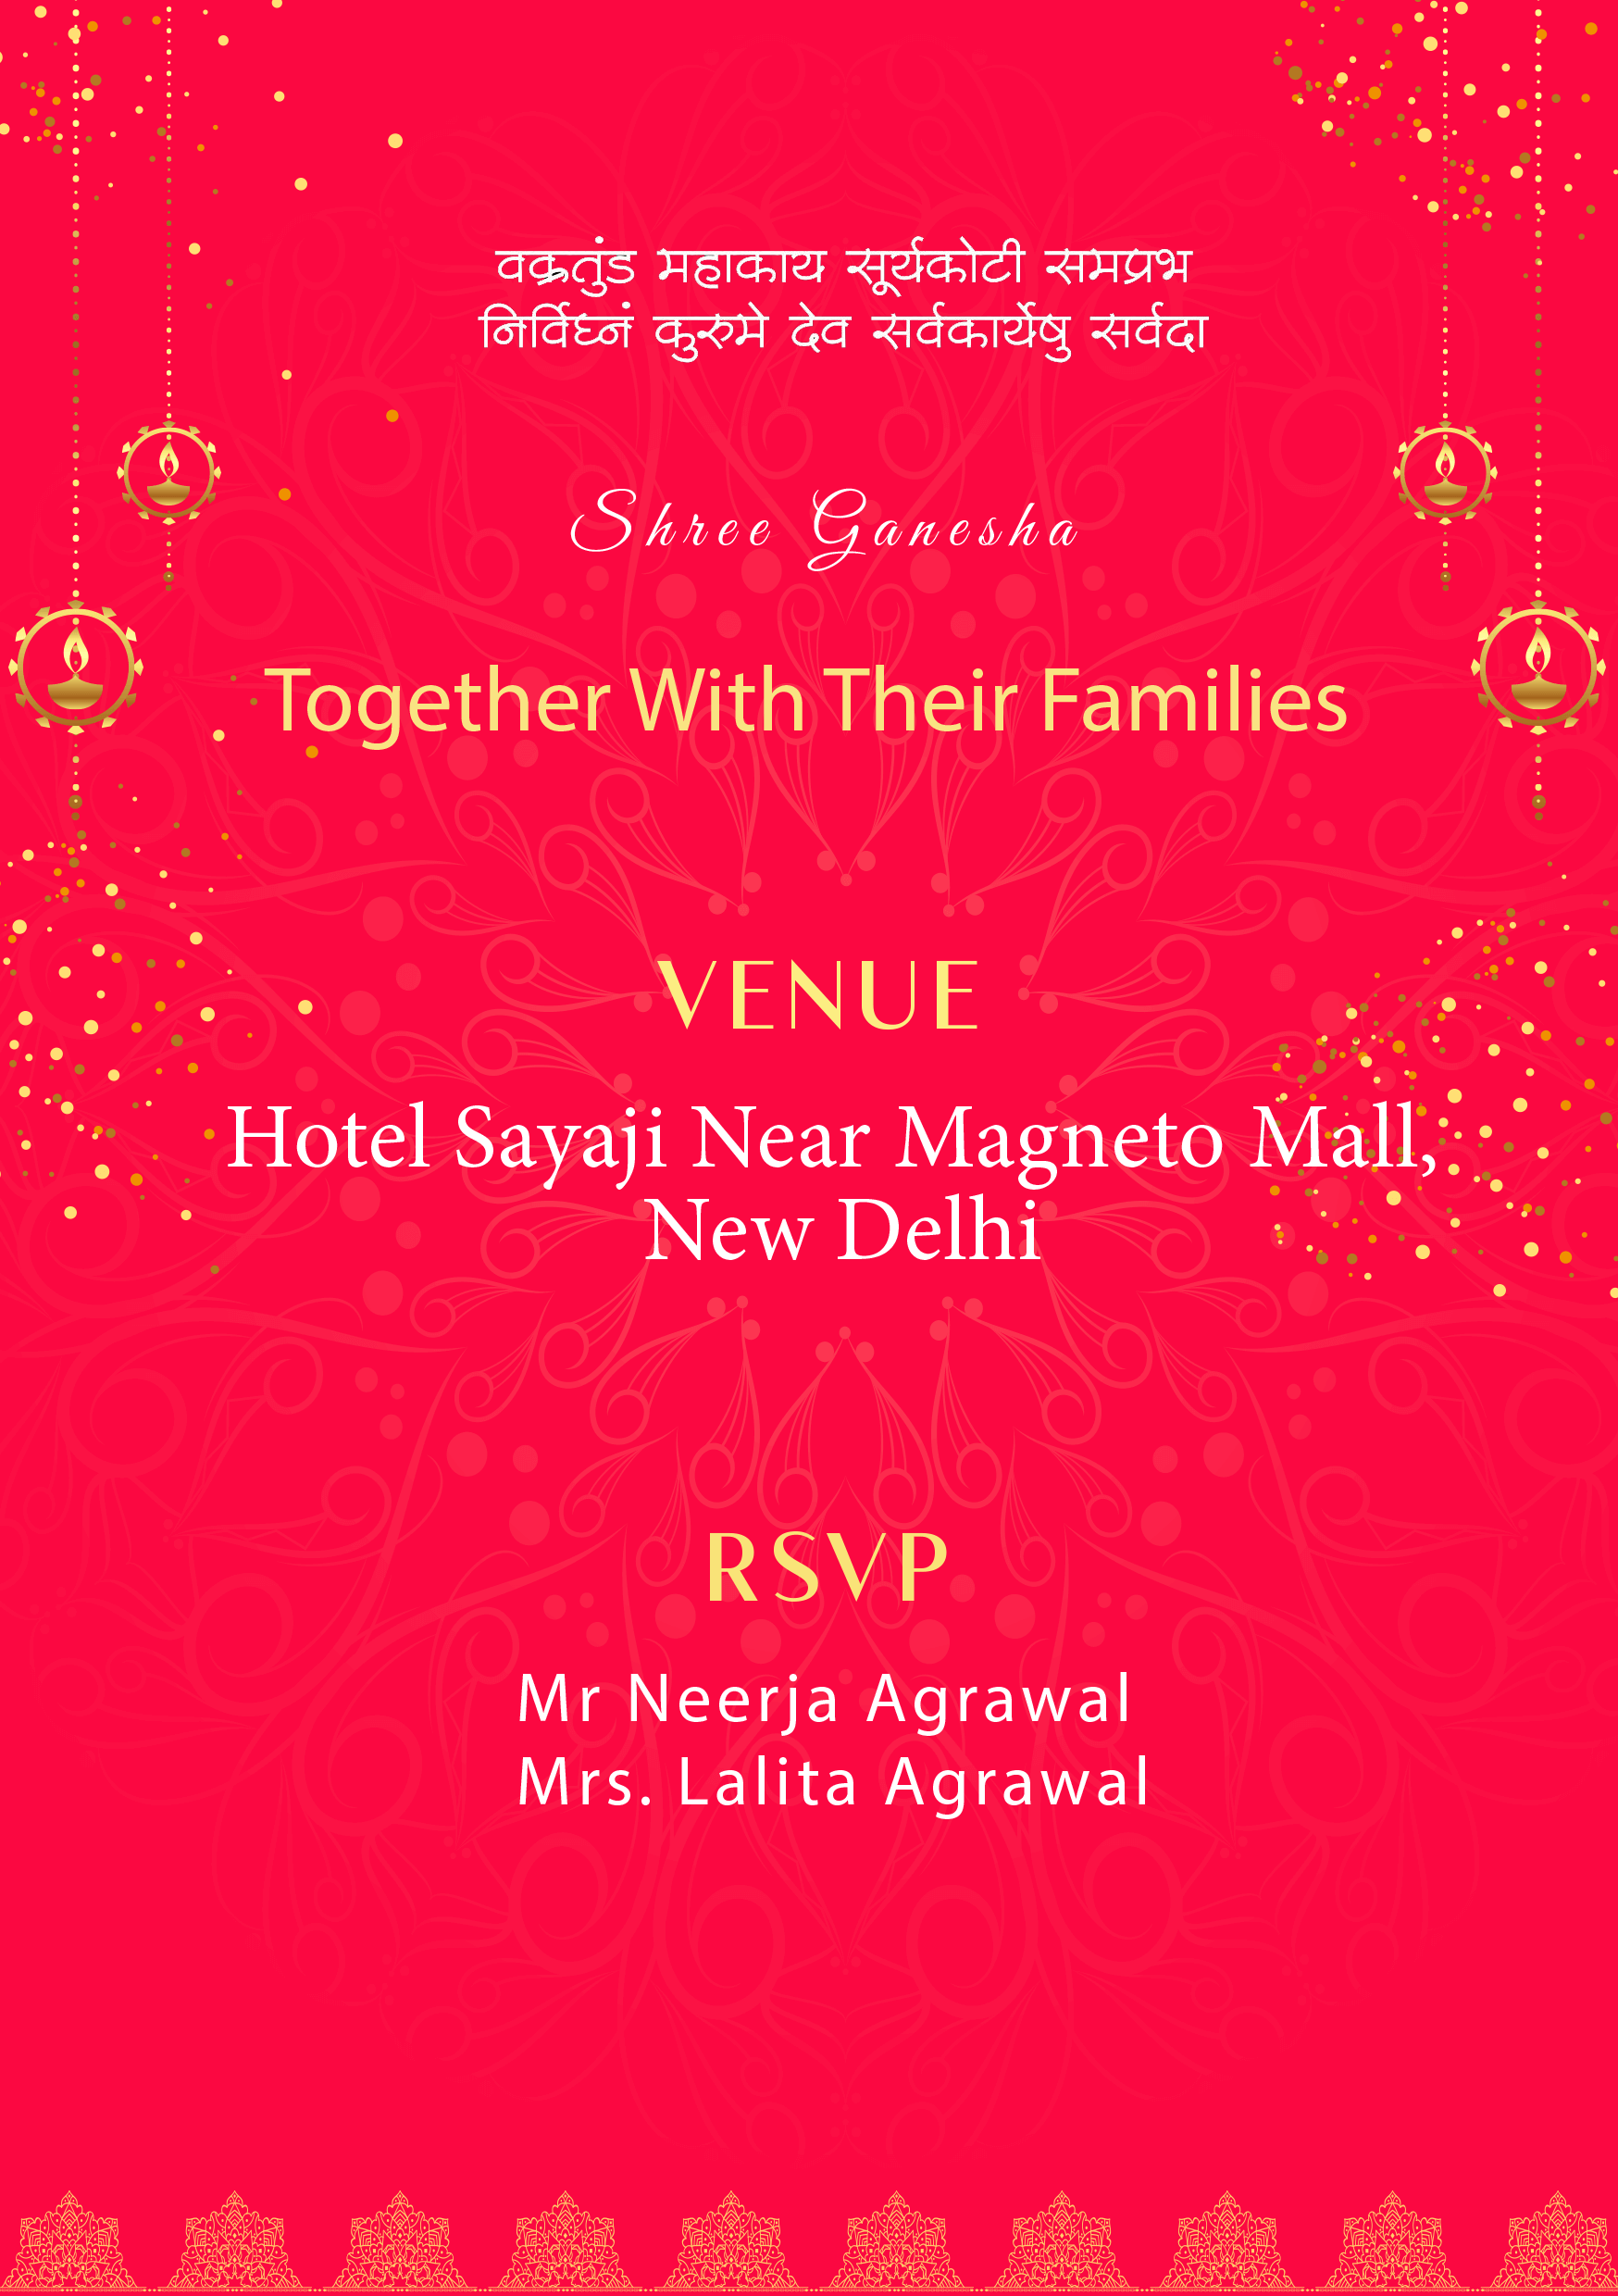 वक्रतुंड महाकाय सूर्यकोटी समप्रभ
निर्विघ्नं कुरुमे देव सर्वकार्येषु सर्वदा
Shree Ganesha
Together With Their Families
VENUE
Hotel Sayaji Near Magneto Mall,
New Delhi
RSVP
Mr Neerja Agrawal
Mrs. Lalita Agrawal